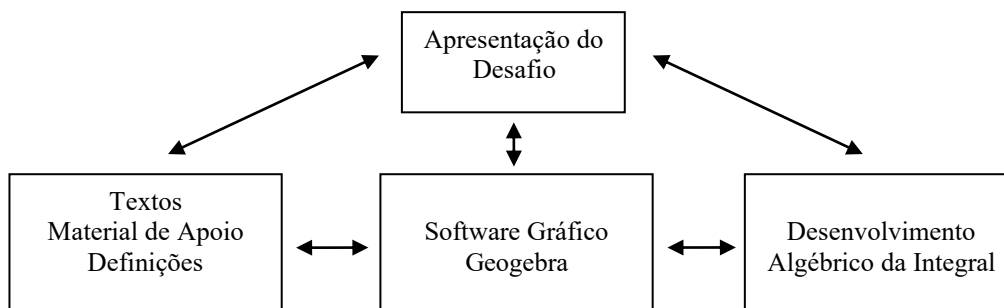 Apresentação do
Desafio
Textos
Material de Apoio
Definições
Software Gráfico
Geogebra
Desenvolvimento
Algébrico da Integral